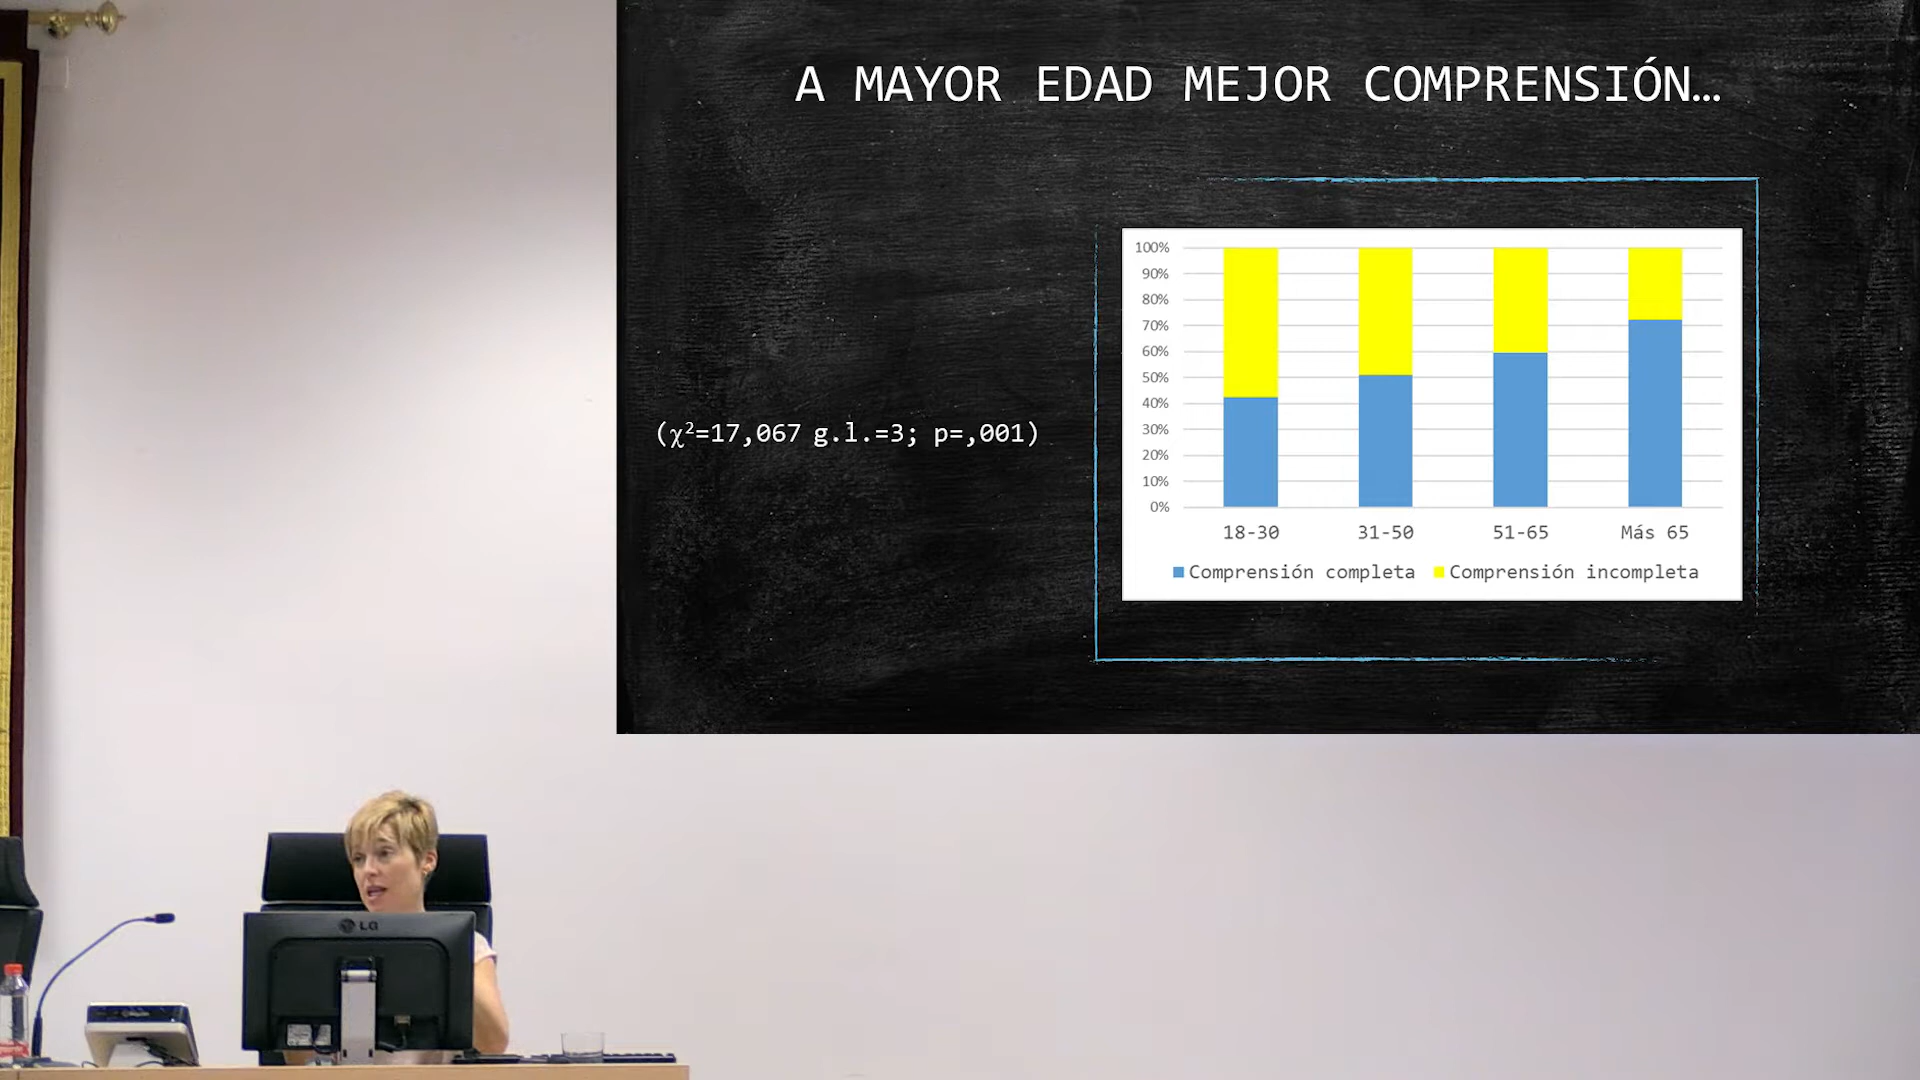 A MAYOR EDAD MEJOR COMPRENSIÓN…
(χ²=17,067 g.l.=3; p=,001)
100%
90%
80%
70%
60%
50%
40%
30%
20%
10%
0%
18-30 31-50 51-65 Más 65
Comprensión completa Comprensión incompleta
LG